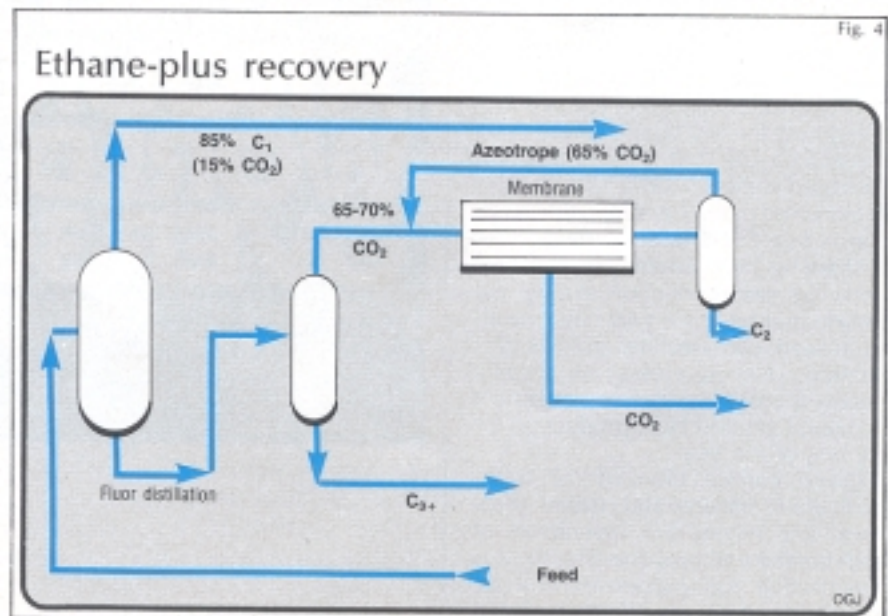 Fig. 4
Ethane-plus recovery
85% C₁
(15% CO₂)
Azeotrope (65% CO₂)
Membrane
65-70%
CO₂
C₂
CO₂
Fluor distillation
C₃₊
Feed
OGJ